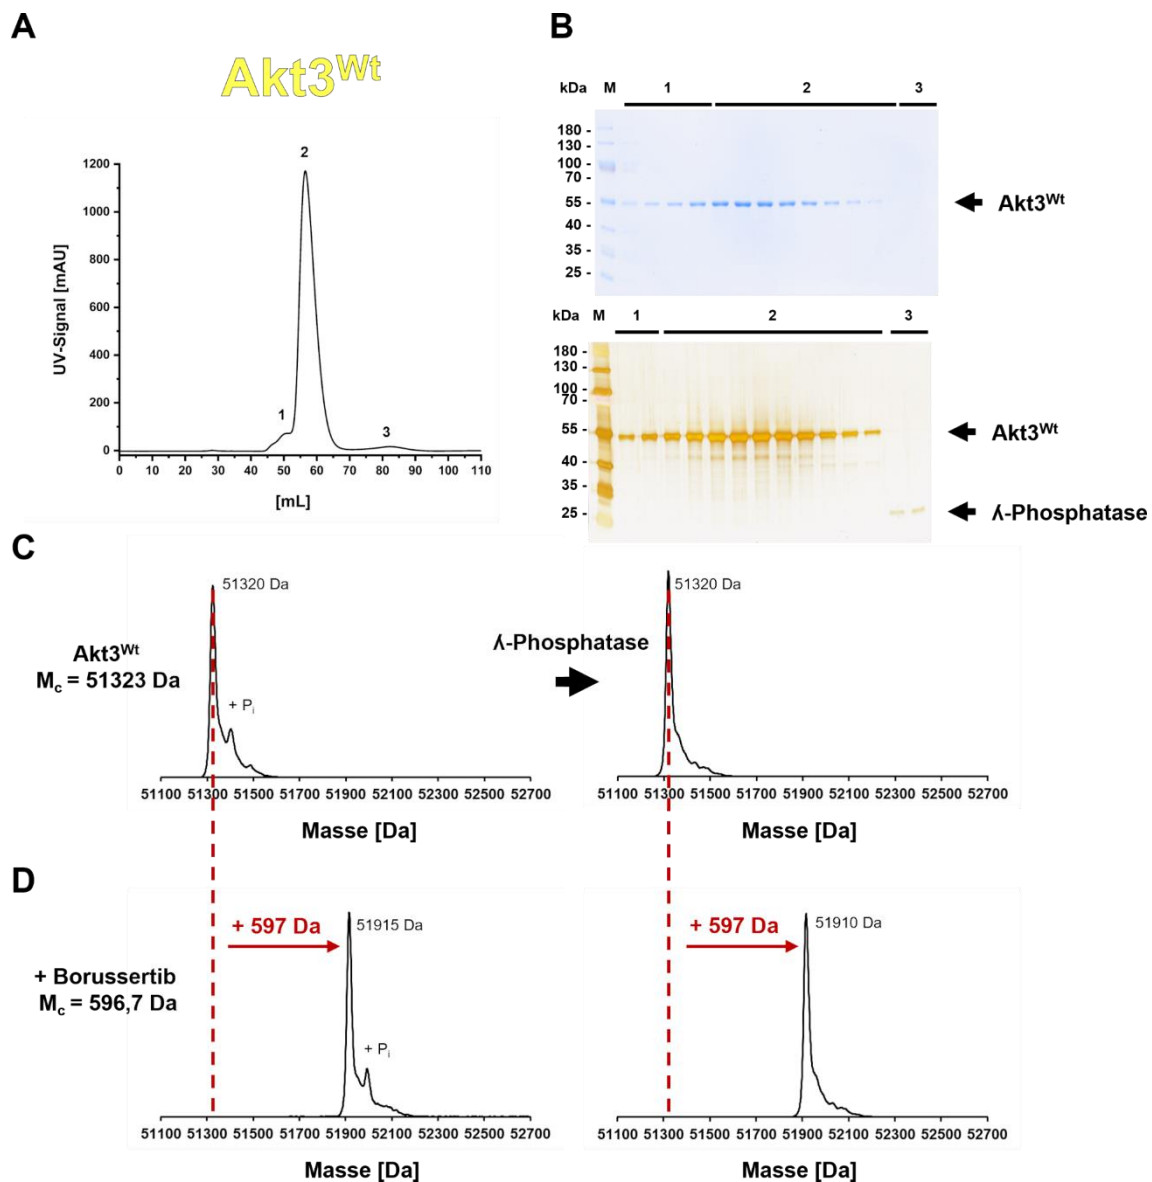 A
Akt3Wt
UV-Signal [mAU]
1200
1000
800
600
400
200
0
1
2
3
0 10 20 30 40 50 60 70 80 90 100 110
[mL]
B
kDa M 1 2 3
180 -
130 -
100 -
70 -
55 -
40 -
35 -
25 -
Akt3Wt
kDa M 1 2 3
180 -
130 -
100 -
70 -
55 -
40 -
35 -
25 -
Akt3Wt
λ-Phosphatase
C
Akt3Wt
Mc = 51323 Da
51320 Da
+ Pi
51100 51300 51500 51700 51900 52100 52300 52500 52700
Masse [Da]
λ-Phosphatase
51320 Da
51100 51300 51500 51700 51900 52100 52300 52500 52700
Masse [Da]
D
+ Borussertib
Mc = 596,7 Da
+ 597 Da
51915 Da
+ Pi
51100 51300 51500 51700 51900 52100 52300 52500 52700
Masse [Da]
+ 597 Da
51910 Da
51100 51300 51500 51700 51900 52100 52300 52500 52700
Masse [Da]